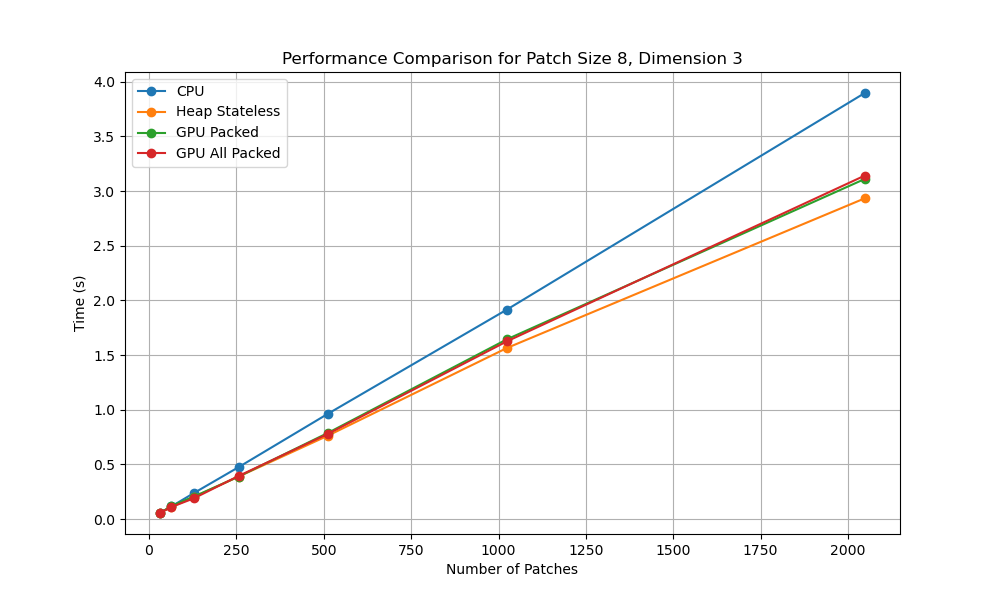 Performance Comparison for Patch Size 8, Dimension 3
CPU
Heap Stateless
GPU Packed
GPU All Packed
4.0
3.5
3.0
2.5
2.0
1.5
1.0
0.5
0.0
Time (s)
0 250 500 750 1000 1250 1500 1750 2000
Number of Patches